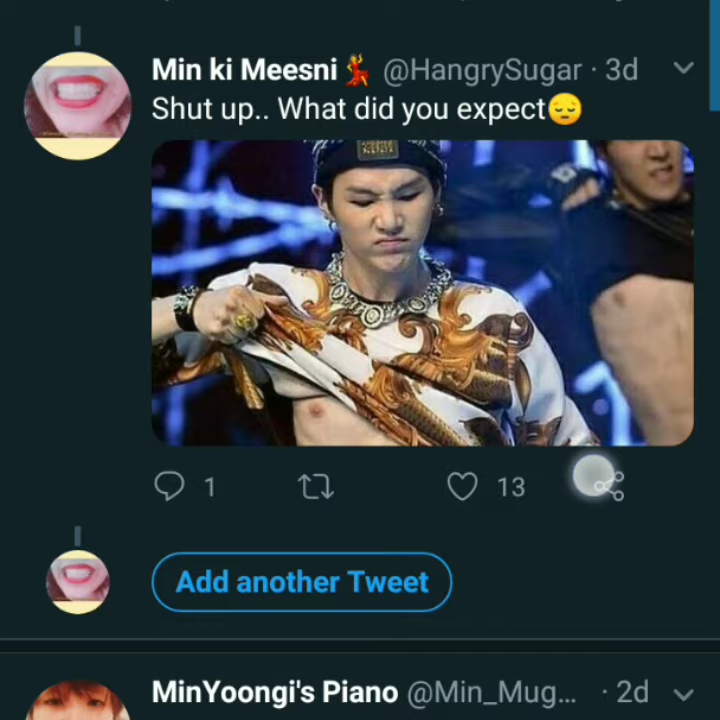 Min ki Meesni💃 @HangrySugar · 3d
Shut up.. What did you expect😔
1
13
Add another Tweet
MinYoongi's Piano @Min_Mug... · 2d